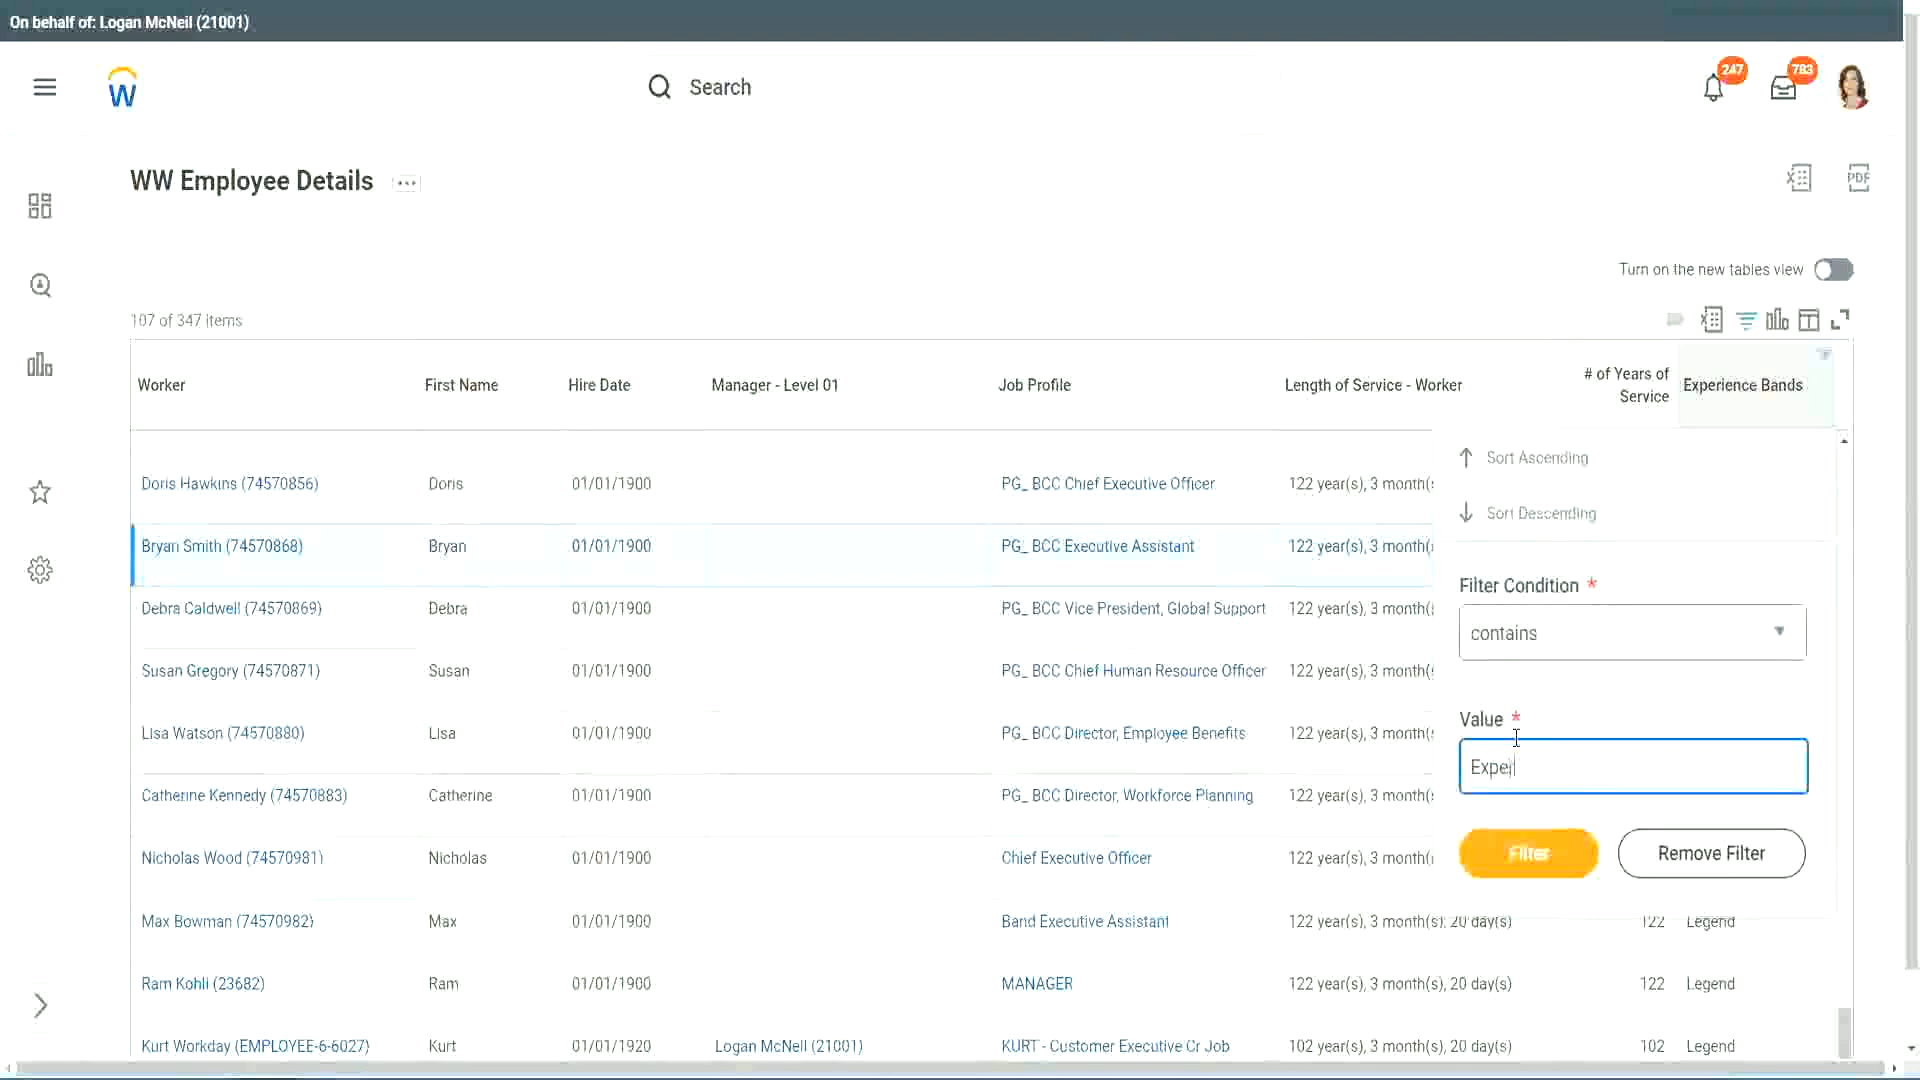 On behalf of: Logan McNeil (21001)
W Search 247 783
WW Employee Details ...
X PDF
Turn on the new tables view
107 of 347 items
X
Worker First Name Hire Date Manager - Level 01 Job Profile Length of Service - Worker # of Years of Service Experience Bands
Sort Ascending
Doris Hawkins (74570856) Doris 01/01/1900 PG_ BCC Chief Executive Officer 122 year(s), 3 month(s
Sort Descending
Bryan Smith (74570868) Bryan 01/01/1900 PG_ BCC Executive Assistant 122 year(s), 3 month(s
Filter Condition *
Debra Caldwell (74570869) Debra 01/01/1900 PG_ BCC Vice President, Global Support 122 year(s), 3 month(s
contains
Susan Gregory (74570871) Susan 01/01/1900 PG_ BCC Chief Human Resource Officer 122 year(s), 3 month(s
Value *
Lisa Watson (74570880) Lisa 01/01/1900 PG_ BCC Director, Employee Benefits 122 year(s), 3 month(s
Exper
Catherine Kennedy (74570883) Catherine 01/01/1900 PG_ BCC Director, Workforce Planning 122 year(s), 3 month(s
Filter Remove Filter
Nicholas Wood (74570981) Nicholas 01/01/1900 Chief Executive Officer 122 year(s), 3 month(
Max Bowman (74570982) Max 01/01/1900 Band Executive Assistant 122 year(s), 3 month(s), 20 day(s) 122 Legend
Ram Kohli (23682) Ram 01/01/1900 MANAGER 122 year(s), 3 month(s), 20 day(s) 122 Legend
Kurt Workday (EMPLOYEE-6-6027) Kurt 01/01/1920 Logan McNeil (21001) KURT - Customer Executive Cr Job 102 year(s), 3 month(s), 20 day(s) 102 Legend